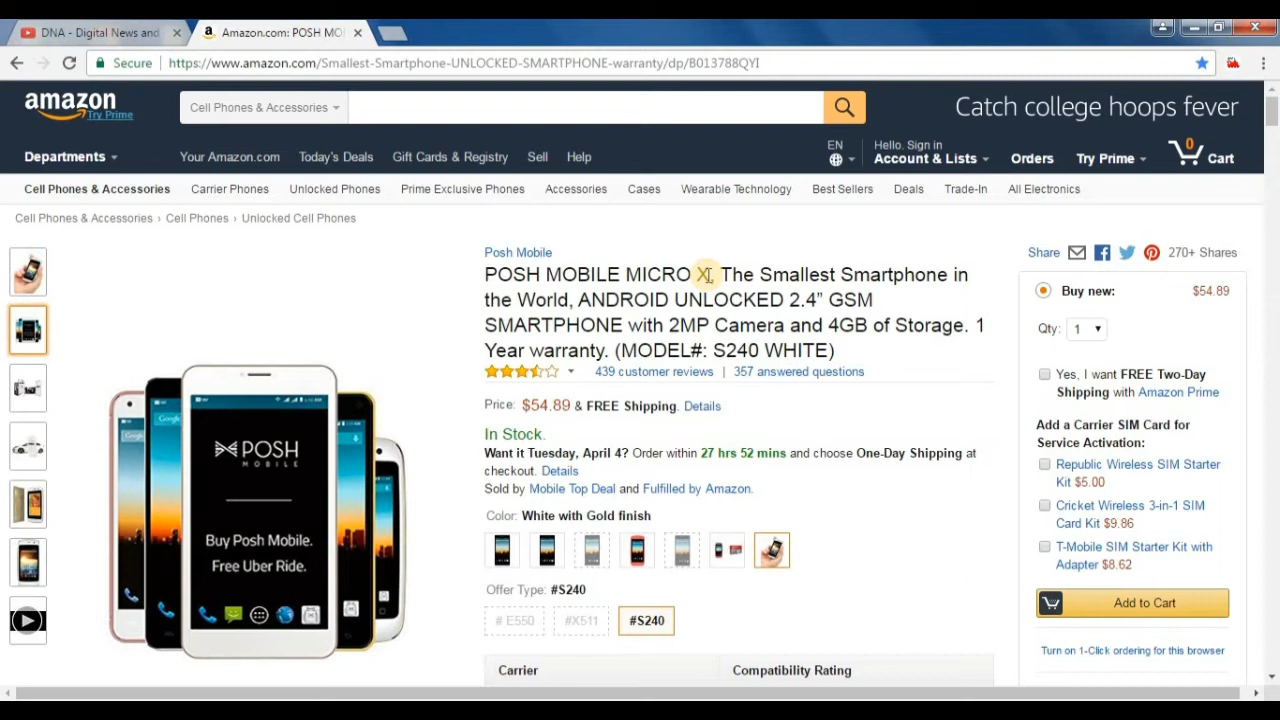 DNA - Digital News and
Amazon.com: POSH MO
Secure
https://www.amazon.com/Smallest-Smartphone-UNLOCKED-SMARTPHONE-warranty/dp/B013788QYI
amazon
Try Prime
Cell Phones & Accessories
Catch college hoops fever
Departments
Your Amazon.com
Today's Deals
Gift Cards & Registry
Sell
Help
EN
Hello. Sign in
Account & Lists
Orders
Try Prime
0
Cart
Cell Phones & Accessories
Carrier Phones
Unlocked Phones
Prime Exclusive Phones
Accessories
Cases
Wearable Technology
Best Sellers
Deals
Trade-In
All Electronics
Cell Phones & Accessories › Cell Phones › Unlocked Cell Phones
Posh Mobile
POSH MOBILE MICRO X, The Smallest Smartphone in
the World, ANDROID UNLOCKED 2.4” GSM
SMARTPHONE with 2MP Camera and 4GB of Storage. 1
Year warranty. (MODEL#: S240 WHITE)
439 customer reviews | 357 answered questions
Price: $54.89 & FREE Shipping. Details
In Stock.
Want it Tuesday, April 4? Order within 27 hrs 52 mins and choose One-Day Shipping at
checkout. Details
Sold by Mobile Top Deal and Fulfilled by Amazon.
Color: White with Gold finish
Offer Type: #S240
# E550
#X511
#S240
Carrier
Compatibility Rating
Google
POSH
MOBILE
Buy Posh Mobile.
Free Uber Ride.
Share
270+ Shares
Buy new:
$54.89
Qty: 1
Yes, I want FREE Two-Day
Shipping with Amazon Prime
Add a Carrier SIM Card for
Service Activation:
Republic Wireless SIM Starter
Kit $5.00
Cricket Wireless 3-in-1 SIM
Card Kit $9.86
T-Mobile SIM Starter Kit with
Adapter $8.62
Add to Cart
Turn on 1-Click ordering for this browser